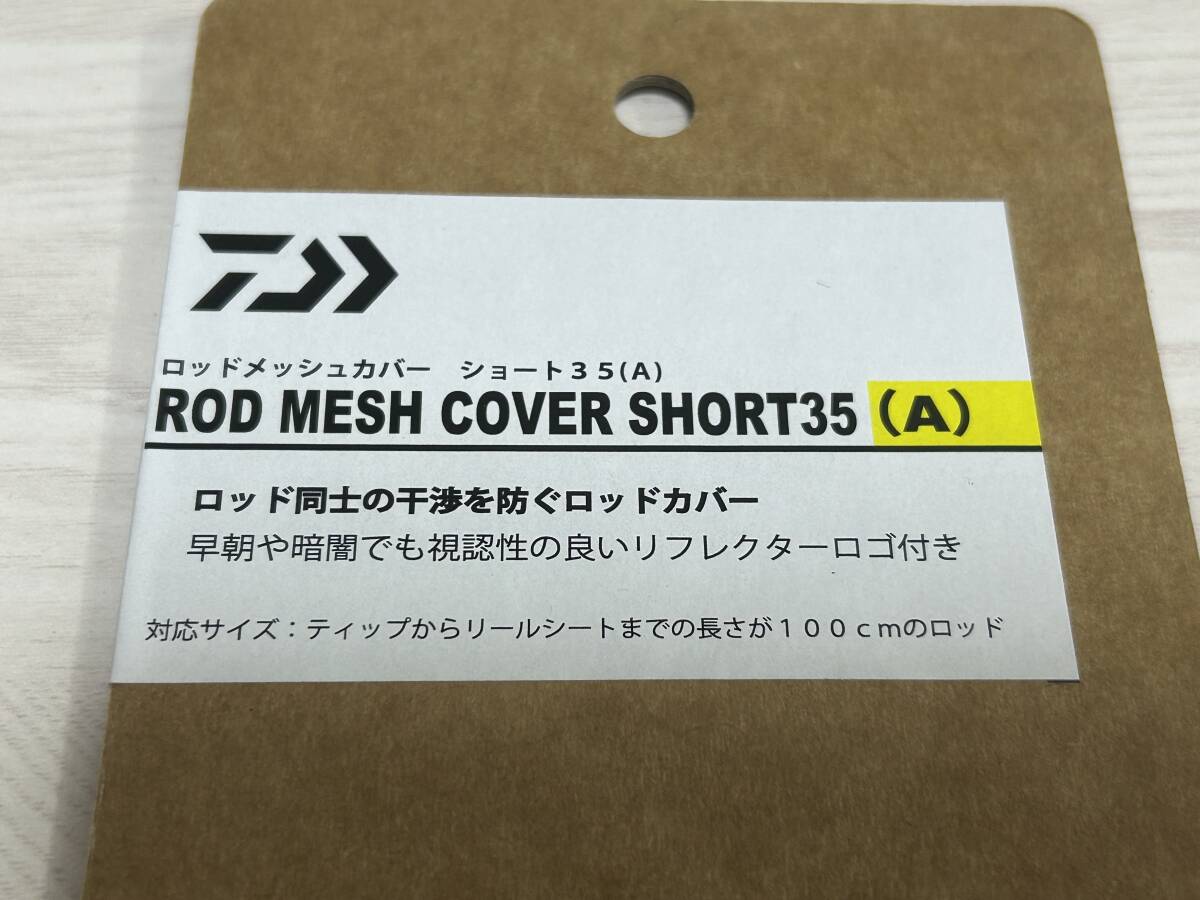 ロッドメッシュカバー　ショート３５(A)
ROD MESH COVER SHORT35 (A)
ロッド同士の干渉を防ぐロッドカバー
早朝や暗闇でも視認性の良いリフレクターロゴ付き
対応サイズ：ティップからリールシートまでの長さが１００ｃｍのロッド